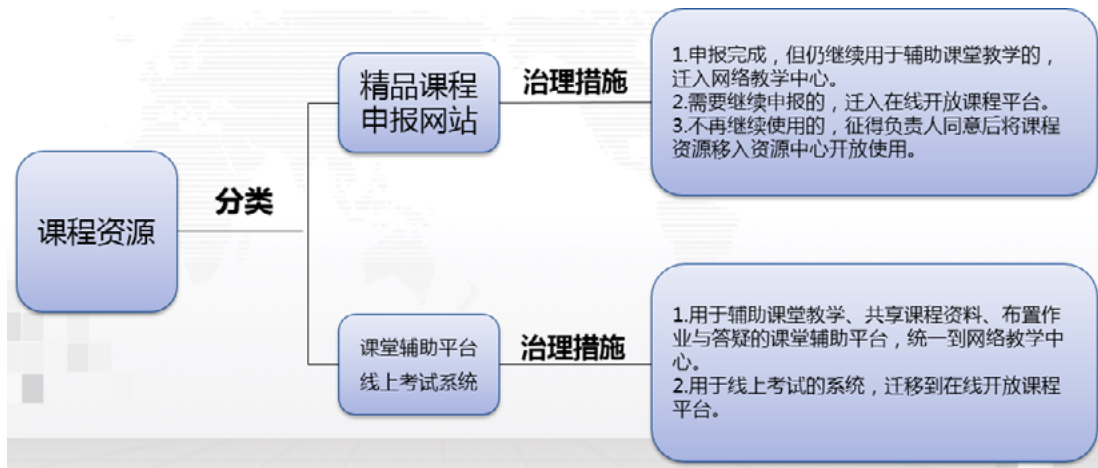 课程资源
分类
精品课程
申报网站
治理措施
1.申报完成，但仍继续用于辅助课堂教学的，
迁入网络教学中心。
2.需要继续申报的，迁入在线开放课程平台。
3.不再继续使用的，征得负责人同意后将课程
资源移入资源中心开放使用。
课堂辅助平台
线上考试系统
治理措施
1.用于辅助课堂教学、共享课程资料、布置作
业与答疑的课堂辅助平台，统一到网络教学中
心。
2.用于线上考试的系统，迁移到在线开放课程
平台。